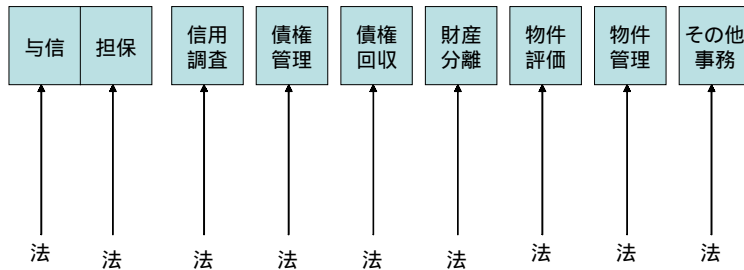 与信
担保
信用
調査
債権
管理
債権
回収
財産
分離
物件
評価
物件
管理
その他
事務
法
法
法
法
法
法
法
法
法